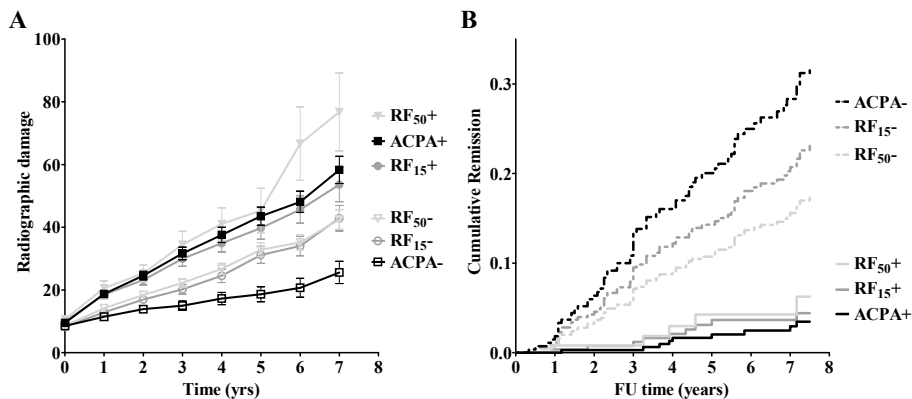 A
Radiographic damage
100
80
60
40
20
0
0 1 2 3 4 5 6 7 8
Time (yrs)
RF50+
ACPA+
RF15+
RF50-
RF15-
ACPA-
B
Cumulative Remission
0.3
0.2
0.1
0.0
0 1 2 3 4 5 6 7 8
FU time (years)
ACPA-
RF15-
RF50-
RF50+
RF15+
ACPA+